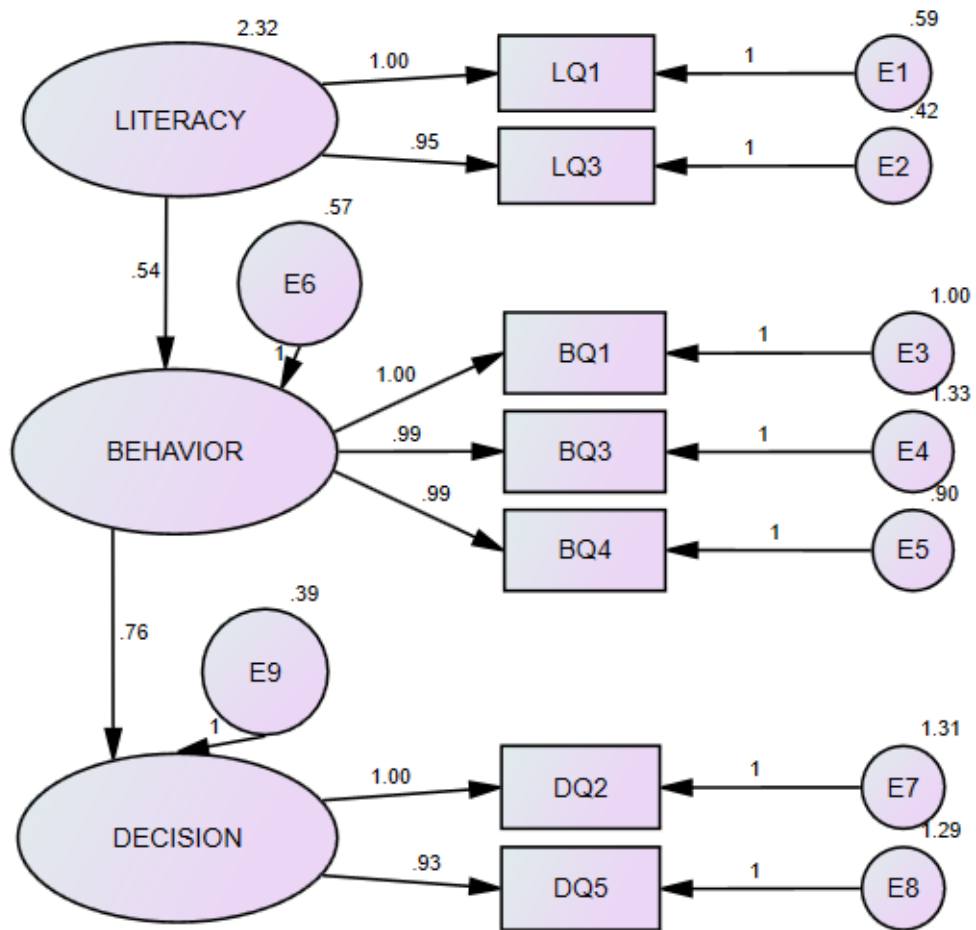 2.32
.59
LITERACY
1.00
LQ1
1
E1
.42
.95
LQ3
1
E2
.54
.57
E6
1
1.00
BEHAVIOR
1.00
BQ1
1
E3
1.33
.99
BQ3
1
E4
.90
.99
BQ4
1
E5
.76
.39
E9
1
1.31
DECISION
1.00
DQ2
1
E7
1.29
.93
DQ5
1
E8